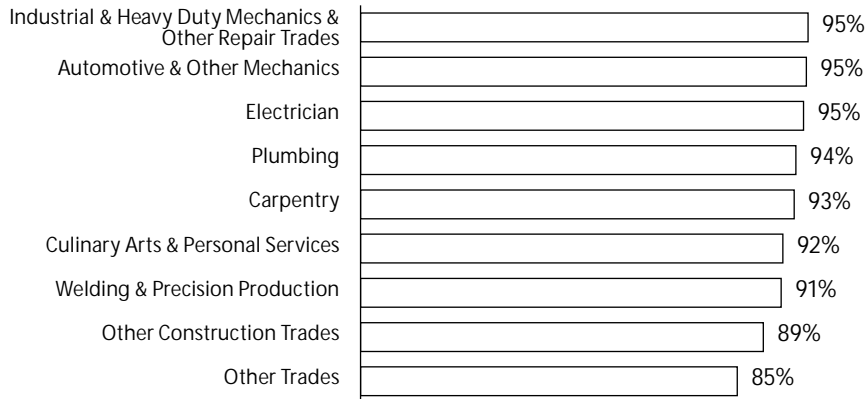 Industrial & Heavy Duty Mechanics &
Other Repair Trades
95%
Automotive & Other Mechanics
95%
Electrician
95%
Plumbing
94%
Carpentry
93%
Culinary Arts & Personal Services
92%
Welding & Precision Production
91%
Other Construction Trades
89%
Other Trades
85%